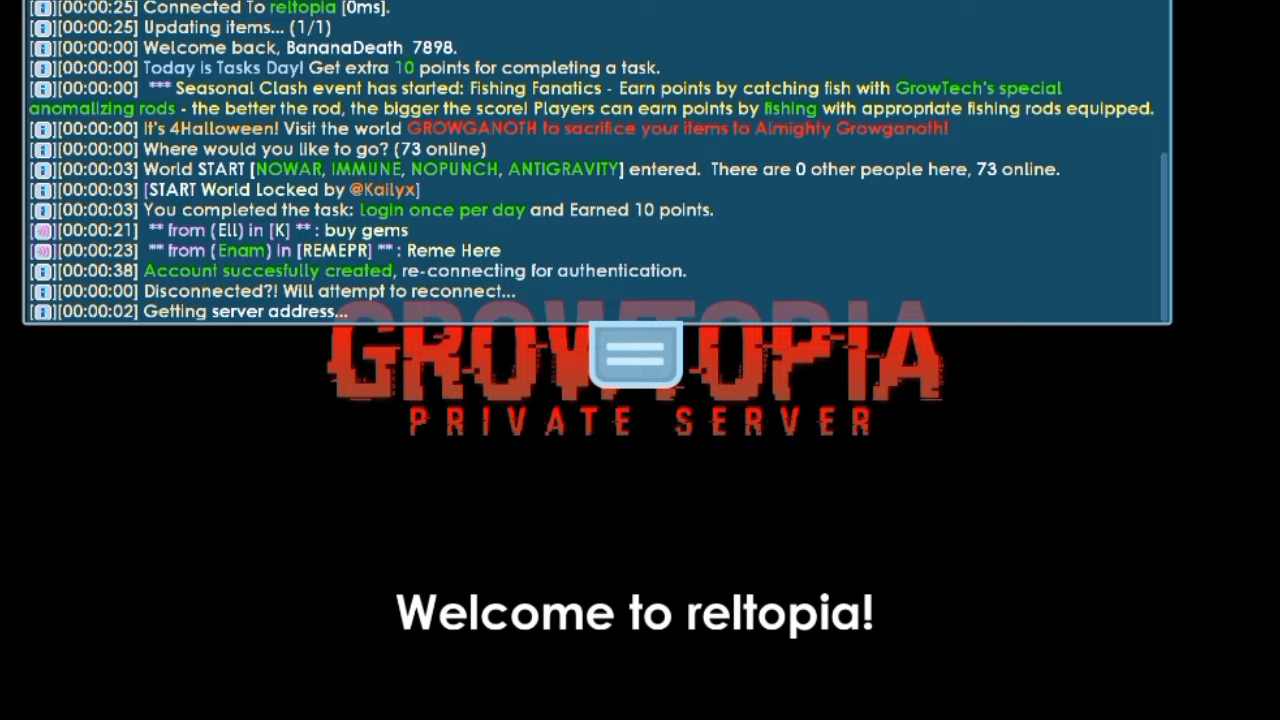 [i][00:00:25] Connected To reltopia [0ms].
[i][00:00:25] Updating items... (1/1)
[i][00:00:00] Welcome back, BananaDeath_7898.
[i][00:00:00] Today is Tasks Day! Get extra 10 points for completing a task.
[i][00:00:00] *** Seasonal Clash event has started: Fishing Fanatics - Earn points by catching fish with GrowTech's special
anomalizing rods - the better the rod, the bigger the score! Players can earn points by fishing with appropriate fishing rods equipped.
[i][00:00:00] It's 4Halloween! Visit the world GROWGANOTH to sacrifice your items to Almighty Growganoth!
[i][00:00:00] Where would you like to go? (73 online)
[i][00:00:03] World START [NOWAR, IMMUNE, NOPUNCH, ANTIGRAVITY] entered. There are 0 other people here, 73 online.
[i][00:00:03] [START World Locked by @Kailyx]
[i][00:00:03] You completed the task: Login once per day and Earned 10 points.
[][00:00:21] ** from (Ell) in [K] ** : buy gems
[][00:00:23] ** from (Enam) in [REMEPR] ** : Reme Here
[i][00:00:38] Account succesfully created, re-connecting for authentication.
[i][00:00:00] Disconnected?! Will attempt to reconnect...
[i][00:00:02] Getting server address...
GROWTOPIA
PRIVATE SERVER
Welcome to reltopia!